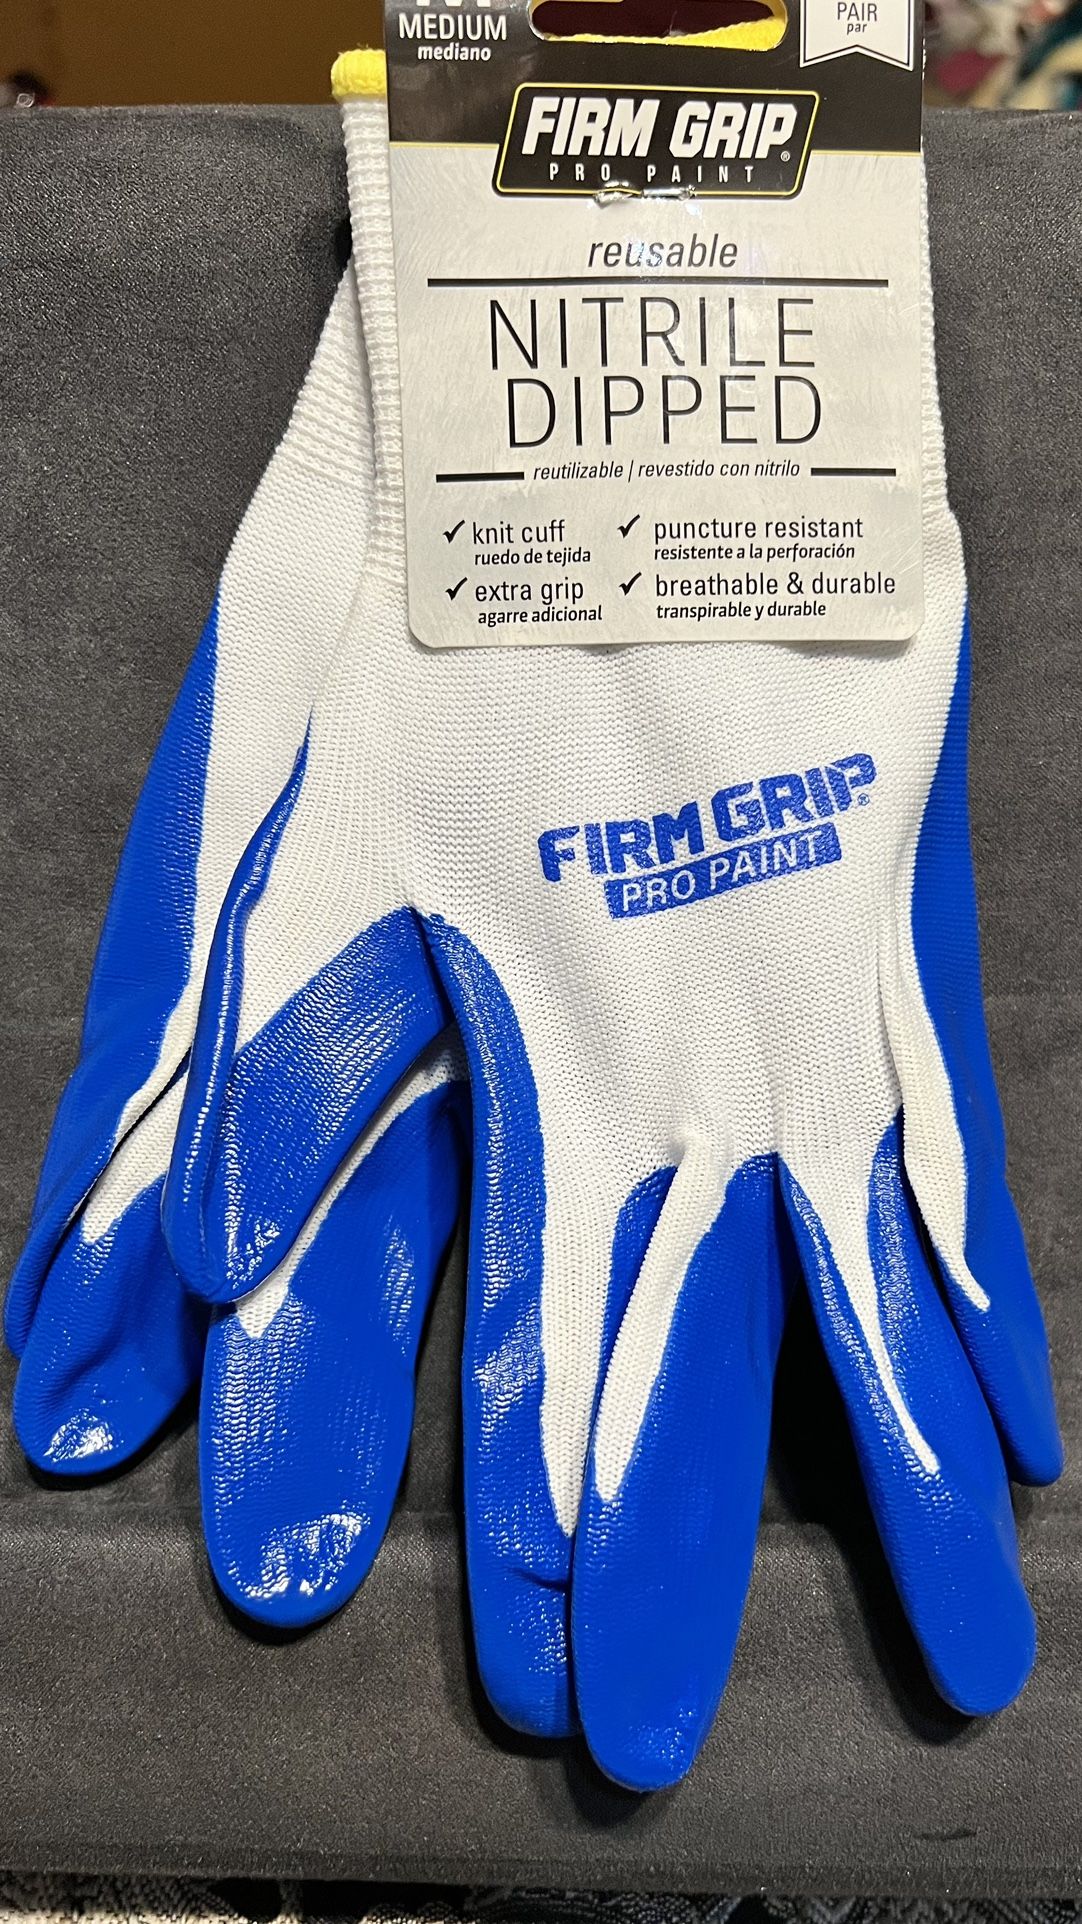 MEDIUM
mediano
PAIR
par
FIRM GRIP®
PRO PAINT
reusable
NITRILE
DIPPED
reutilizable | revestido con nitrilo
✓ knit cuff
ruedo de tejida
✓ extra grip
agarre adicional
✓ puncture resistant
resistente a la perforación
✓ breathable & durable
transpirable y durable
FIRM GRIP®
PRO PAINT